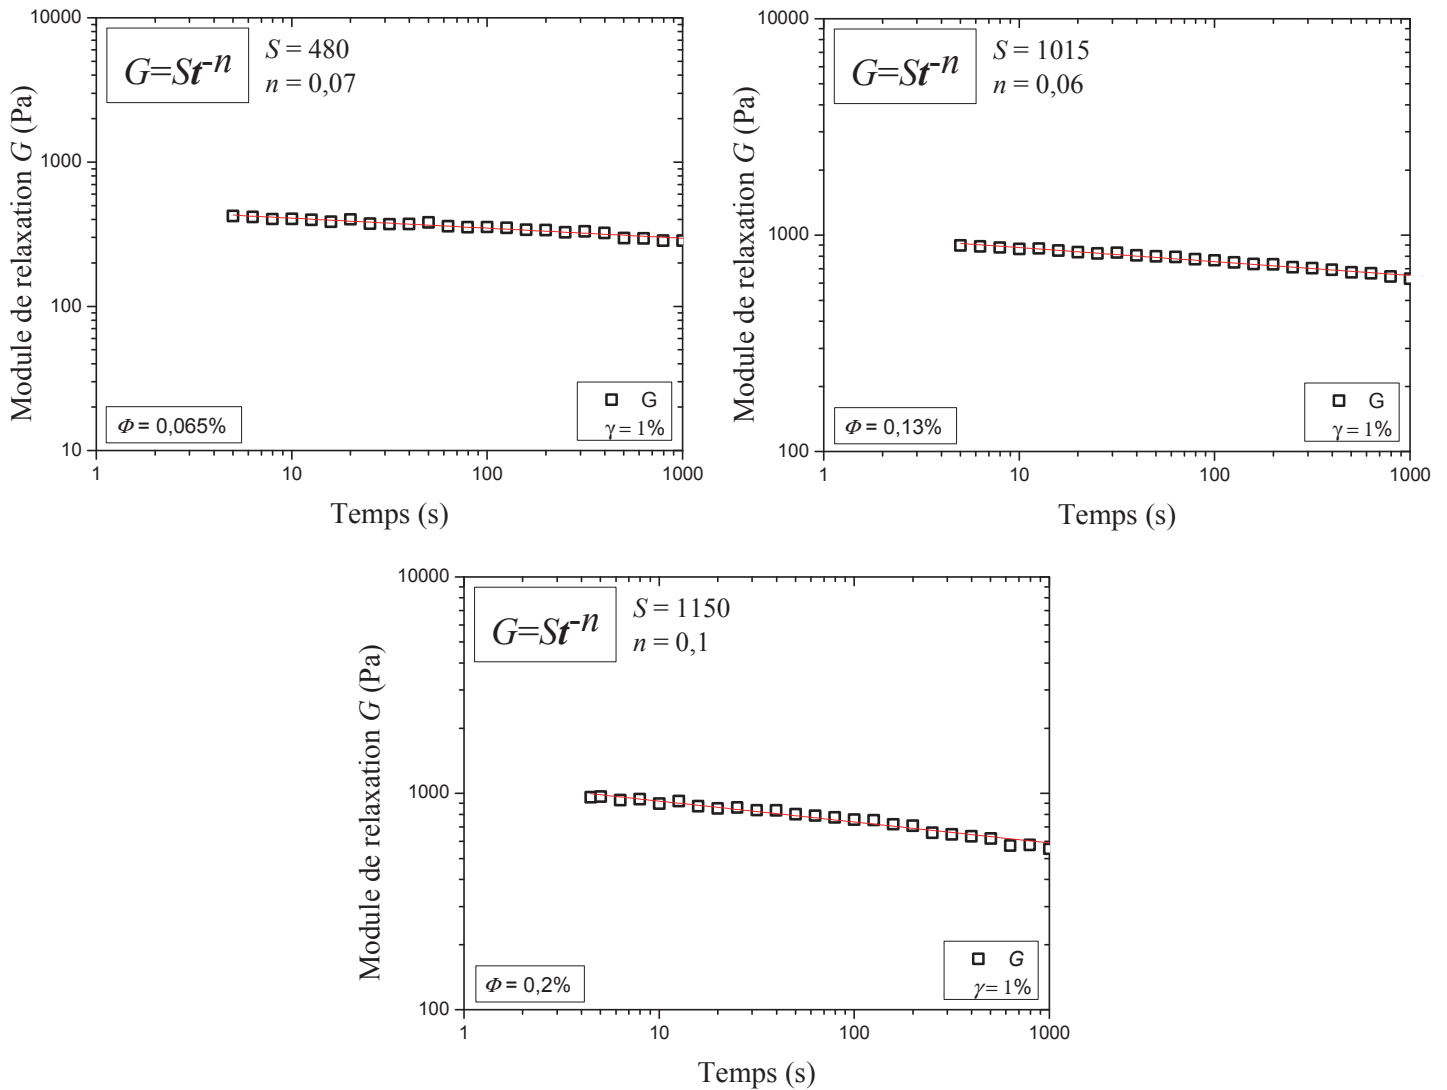 10000
G=St⁻ⁿ
S = 480
n = 0,07
1000
100
10
Module de relaxation G (Pa)
Φ = 0,065%
G
γ = 1%
1
10
100
1000
Temps (s)
10000
G=St⁻ⁿ
S = 1015
n = 0,06
1000
100
Module de relaxation G (Pa)
Φ = 0,13%
G
γ = 1%
1
10
100
1000
Temps (s)
10000
G=St⁻ⁿ
S = 1150
n = 0,1
1000
100
Module de relaxation G (Pa)
Φ = 0,2%
G
γ = 1%
1
10
100
1000
Temps (s)